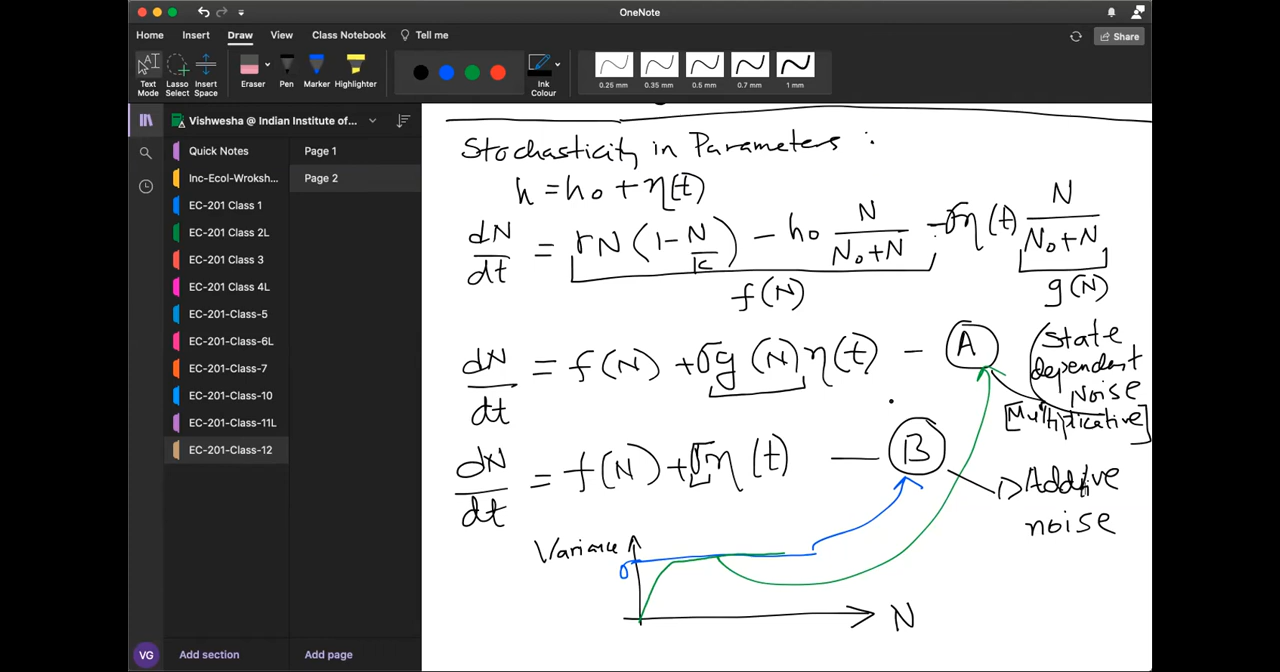 OneNote
Home Insert Draw View Class Notebook Tell me
Share
Text Mode
Lasso Select
Insert Space
Eraser
Pen
Marker
Highlighter
Ink Colour
0.25 mm 0.35 mm 0.5 mm 0.7 mm 1 mm
Vishwesha @ Indian Institute of...
Quick Notes
Inc-Ecol-Wroksh...
EC-201 Class 1
EC-201 Class 2L
EC-201 Class 3
EC-201 Class 4L
EC-201-Class-5
EC-201-Class-6L
EC-201-Class-7
EC-201-Class-10
EC-201-Class-11L
EC-201-Class-12
VG
Add section
Page 1
Page 2
Add page
Stochasticity in Parameters :
h = h0 + η(t)
dN/dt = rN (1 - N/k) - h0 N/(N0+N) - ση(t) N/(N0+N)
f(N) g(N)
dN/dt = f(N) + σg(N)η(t) — A
(State dependent Noise
[Multiplicative]
dN/dt = f(N) + ση(t) — B
Additive noise
Variance
σ
N